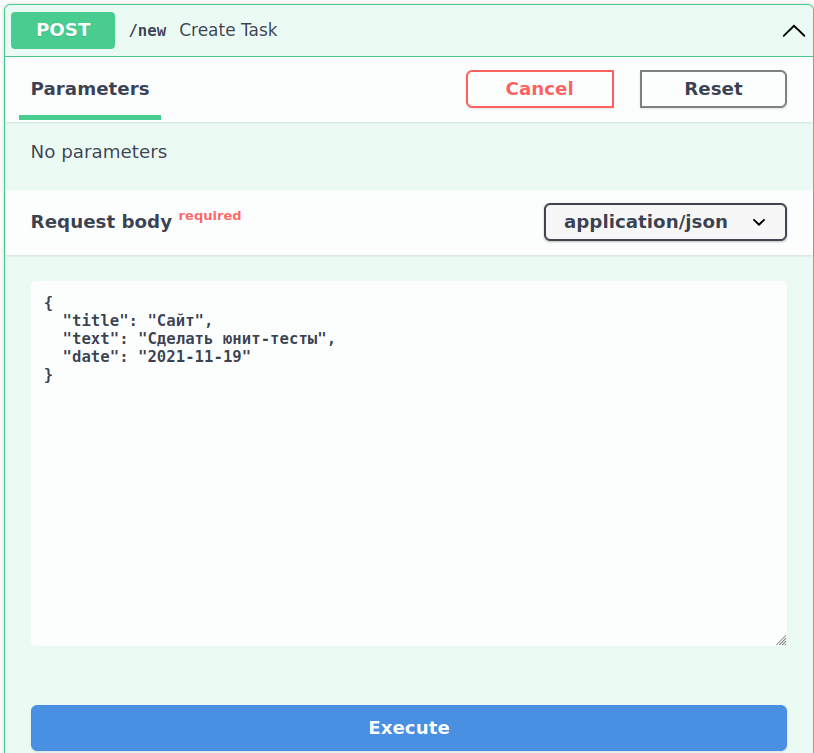 POST /new Create Task
Parameters Cancel Reset
No parameters
Request body required application/json
{
  "title": "Сайт",
  "text": "Сделать юнит-тесты",
  "date": "2021-11-19"
}
Execute